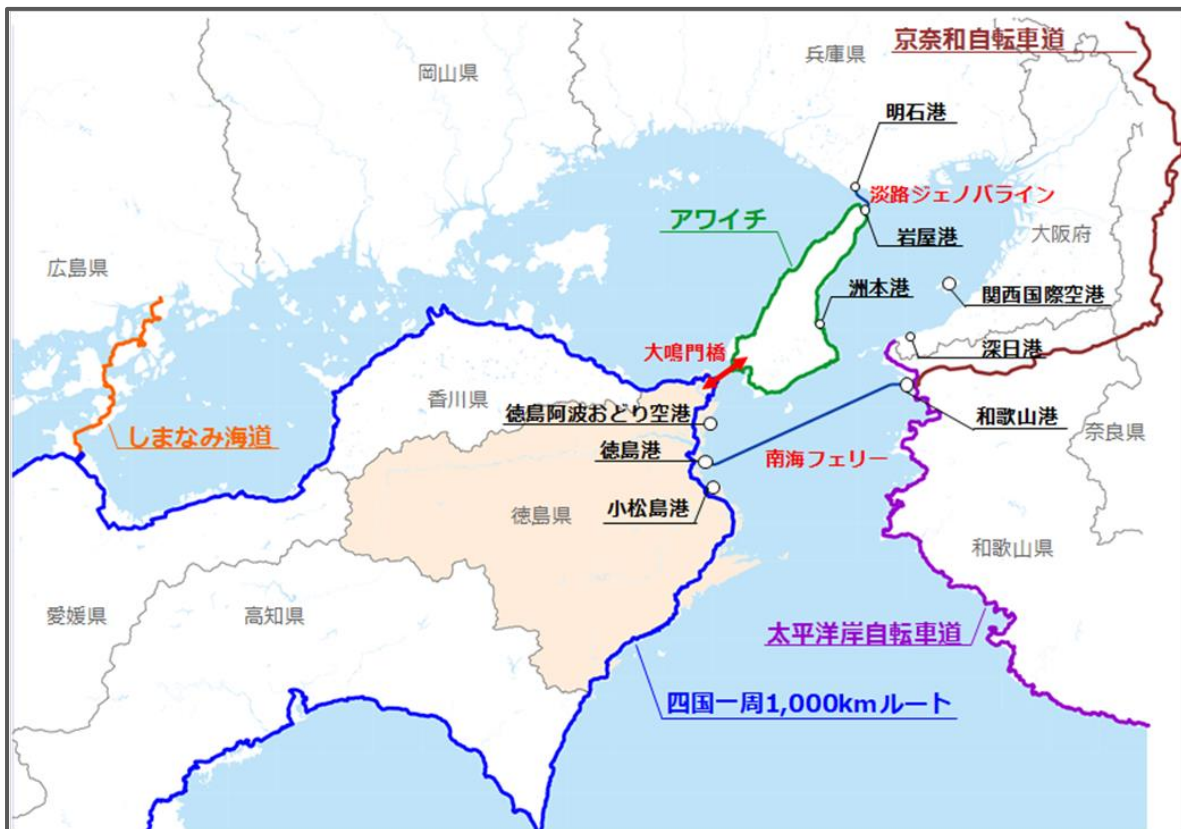 京奈和自転車道
兵庫県
岡山県
明石港
淡路ジェノバライン
アワイチ
岩屋港
大阪府
広島県
洲本港
関西国際空港
大鳴門橋
深日港
香川県
徳島阿波おどり空港
和歌山港
しまなみ海道
奈良県
徳島港
南海フェリー
小松島港
徳島県
和歌山県
愛媛県
高知県
太平洋岸自転車道
四国一周1,000kmルート